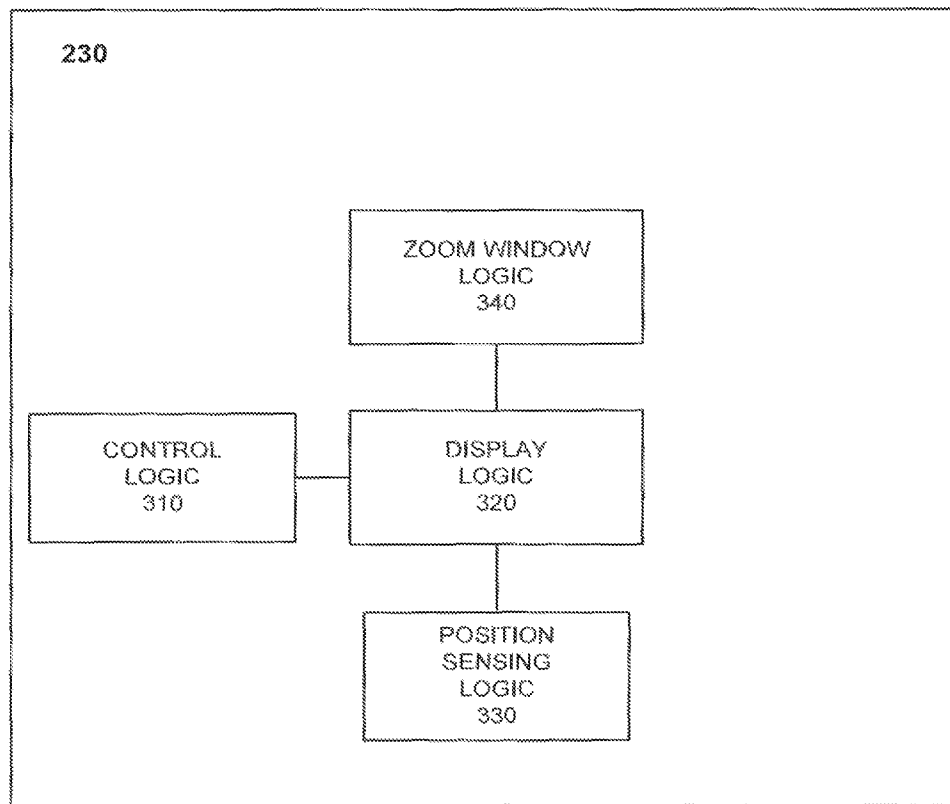 230
ZOOM WINDOW
LOGIC
340
CONTROL
LOGIC
310
DISPLAY
LOGIC
320
POSITION
SENSING
LOGIC
330